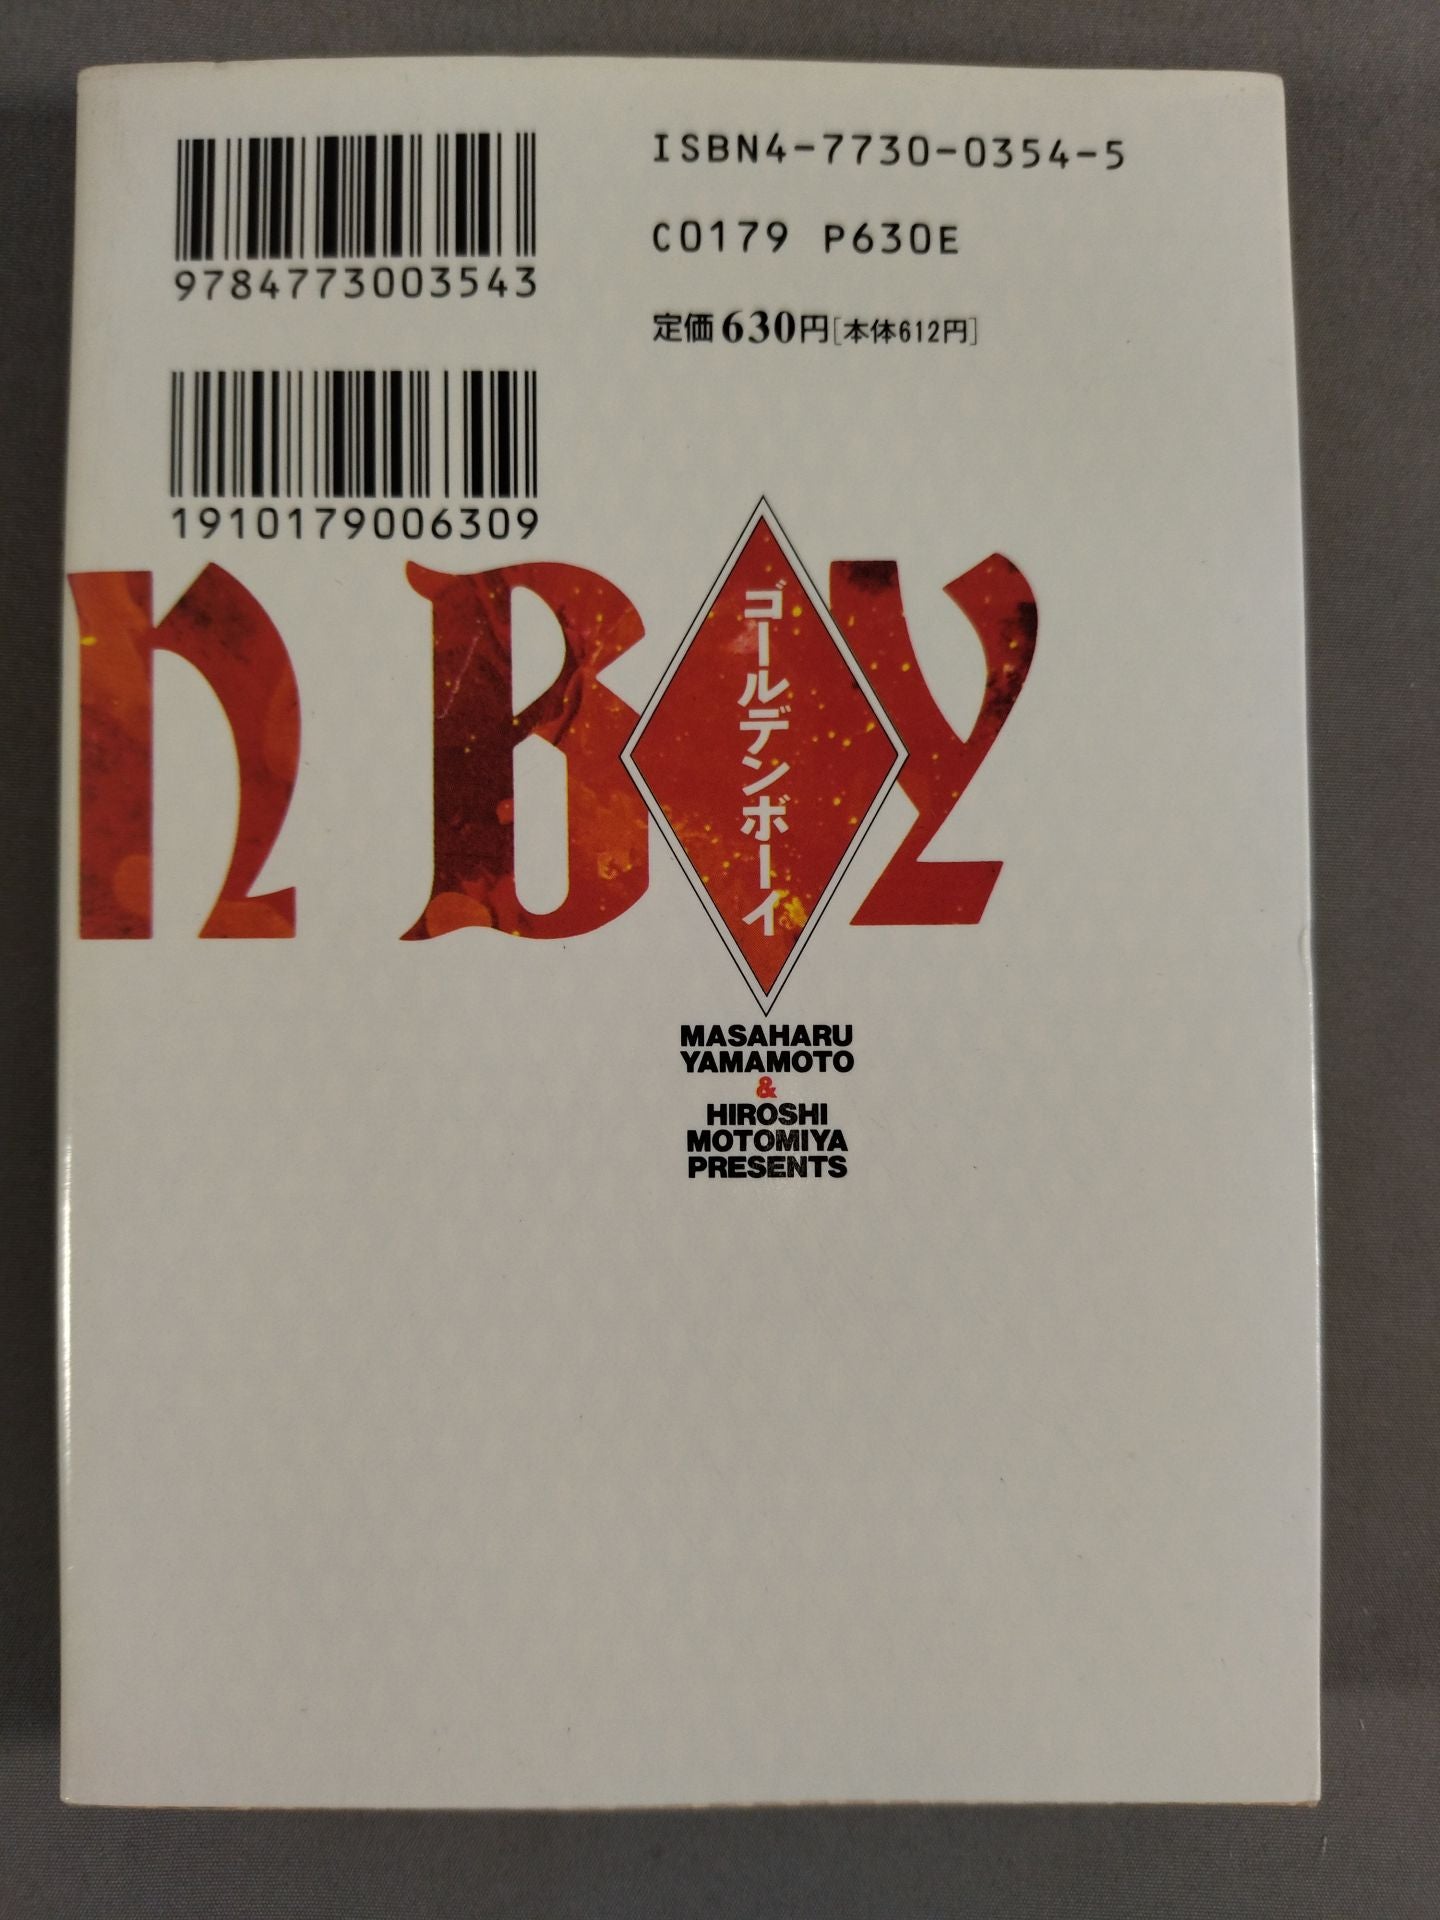 ISBN4-7730-0354-5
9784773003543
C0179 P630E
定価630円[本体612円]
1910179006309
n BOY
ゴールデンボーイ
MASAHARU
YAMAMOTO
&
HIROSHI
MOTOMIYA
PRESENTS